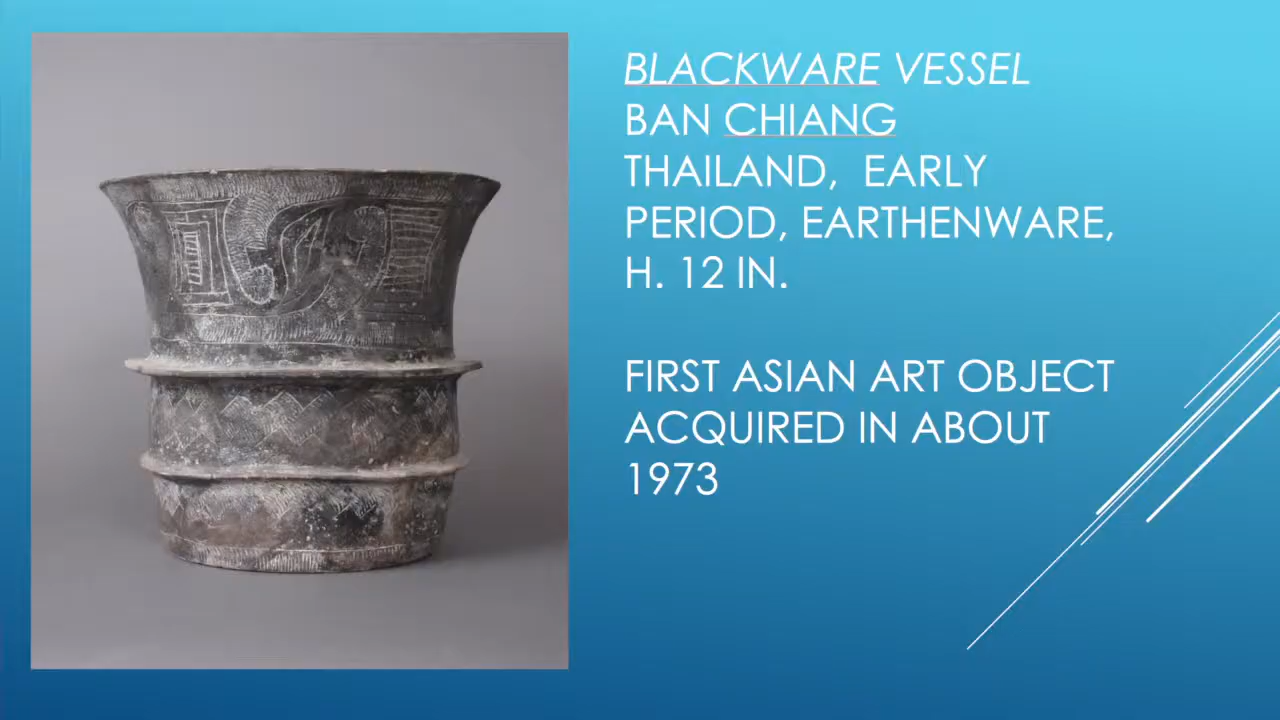 BLACKWARE VESSEL
BAN CHIANG
THAILAND,  EARLY
PERIOD, EARTHENWARE,
H. 12 IN.
FIRST ASIAN ART OBJECT
ACQUIRED IN ABOUT
1973